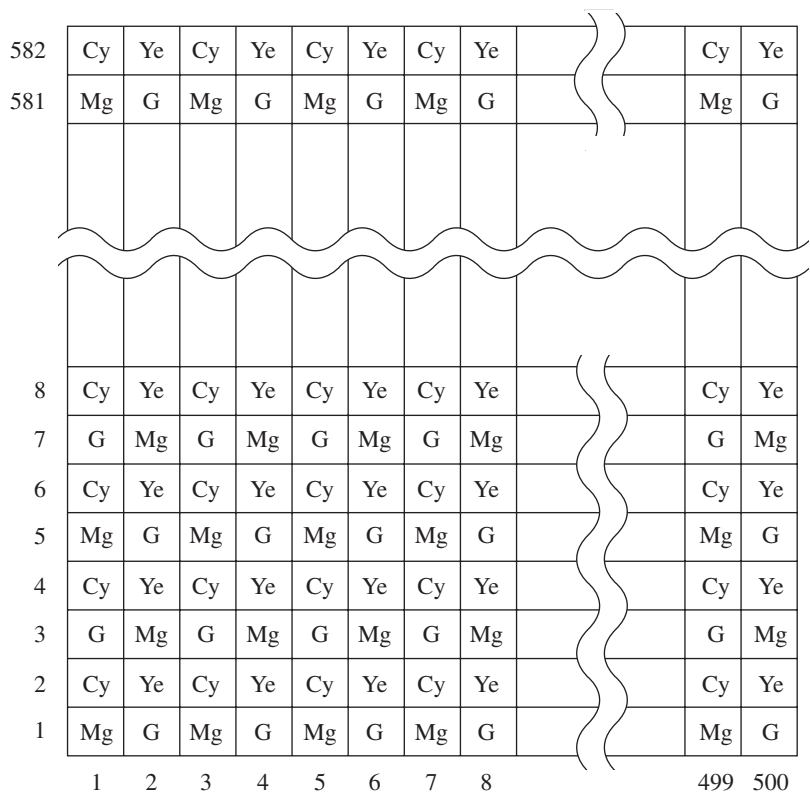 582 Cy Ye Cy Ye Cy Ye Cy Ye Cy Ye
581 Mg G Mg G Mg G Mg G Mg G
8 Cy Ye Cy Ye Cy Ye Cy Ye Cy Ye
7 G Mg G Mg G Mg G Mg G Mg
6 Cy Ye Cy Ye Cy Ye Cy Ye Cy Ye
5 Mg G Mg G Mg G Mg G Mg G
4 Cy Ye Cy Ye Cy Ye Cy Ye Cy Ye
3 G Mg G Mg G Mg G Mg G Mg
2 Cy Ye Cy Ye Cy Ye Cy Ye Cy Ye
1 Mg G Mg G Mg G Mg G Mg G
1 2 3 4 5 6 7 8 499 500